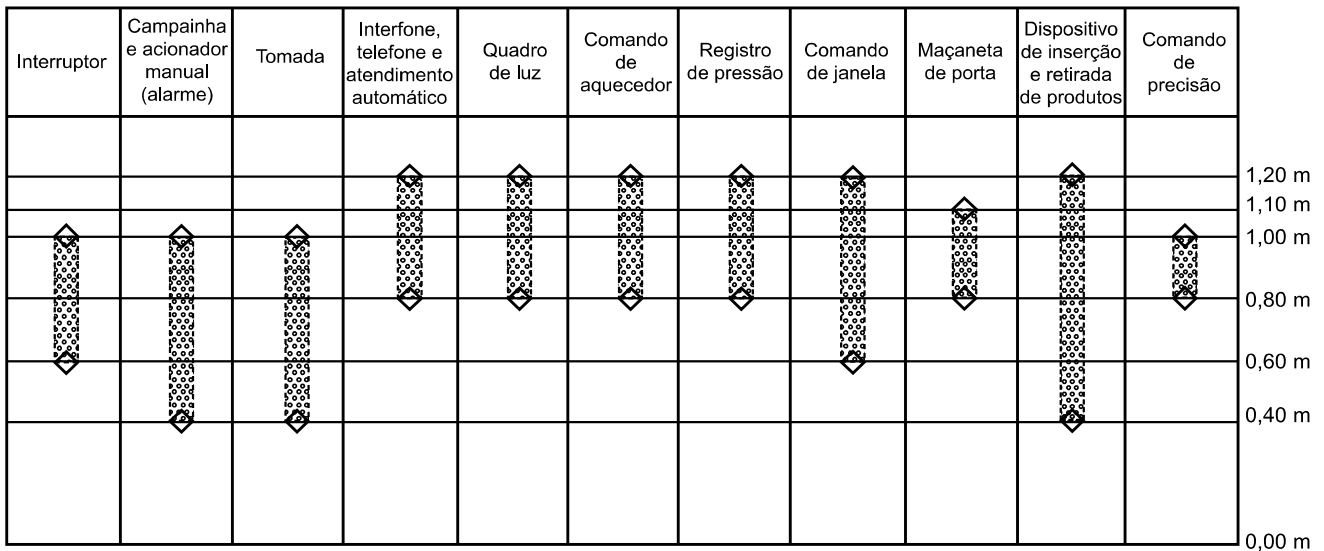 Interruptor
Campainha
e acionador
manual
(alarme)
Tomada
Interfone,
telefone e
atendimento
automático
Quadro
de luz
Comando
de
aquecedor
Registro
de pressão
Comando
de janela
Maçaneta
de porta
Dispositivo
de inserção
e retirada
de produtos
Comando
de
precisão
1,20 m
1,10 m
1,00 m
0,80 m
0,60 m
0,40 m
0,00 m